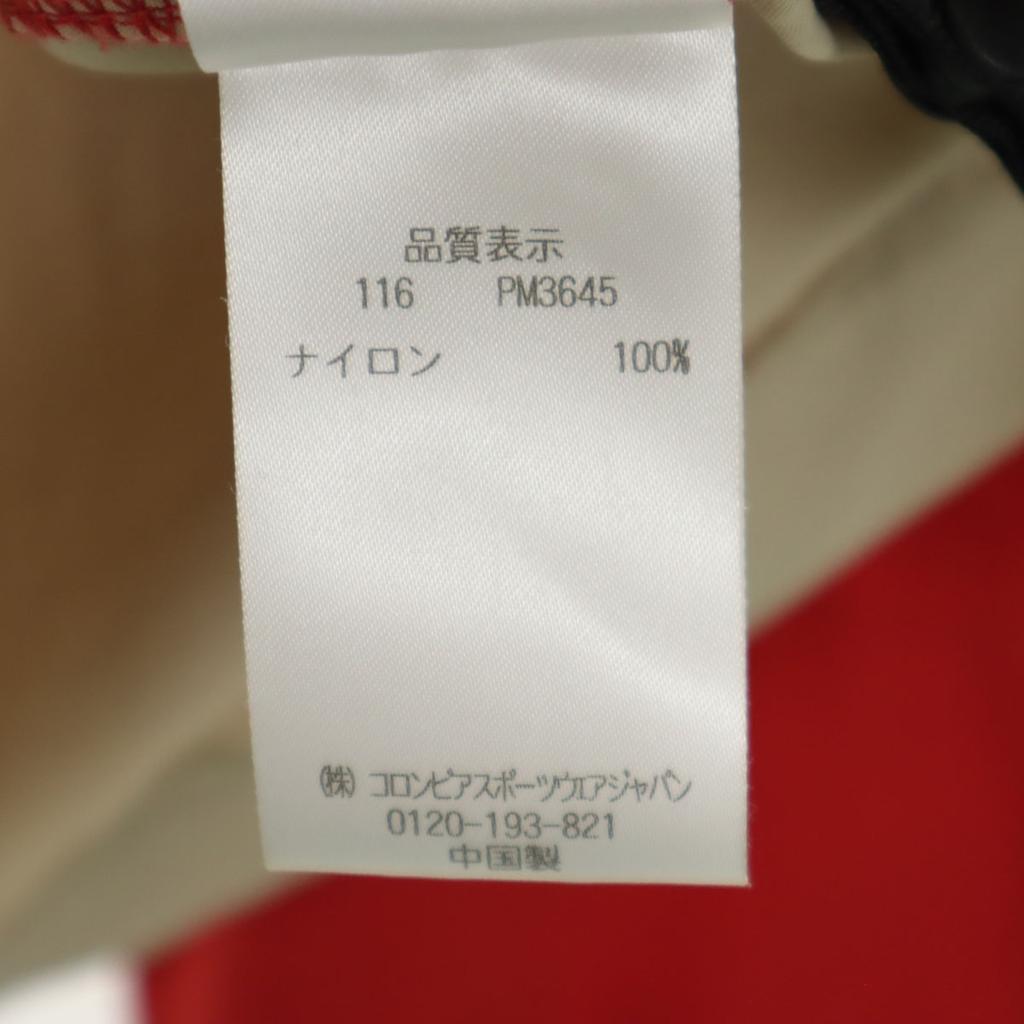 品質表示
116 PM3645
ナイロン 100%
(株) コロンビアスポーツウエアジャパン
0120-193-821
中国製